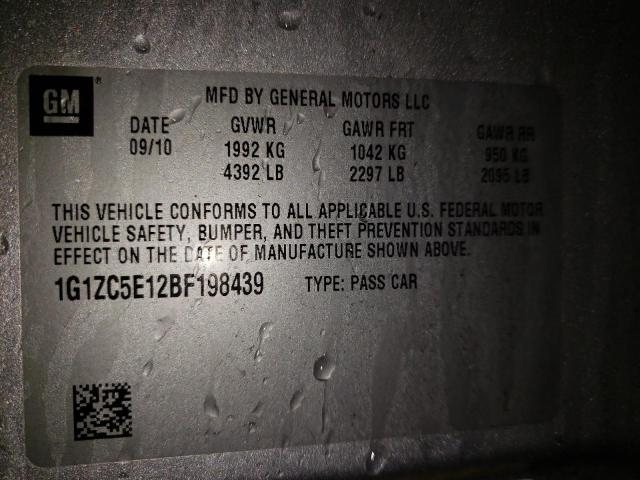 GM ®
MFD BY GENERAL MOTORS LLC
DATE GVWR GAWR FRT GAWR RR
09/10 1992 KG 1042 KG 950 KG
4392 LB 2297 LB 2095 LB
THIS VEHICLE CONFORMS TO ALL APPLICABLE U.S. FEDERAL MOTOR
VEHICLE SAFETY, BUMPER, AND THEFT PREVENTION STANDARDS IN
EFFECT ON THE DATE OF MANUFACTURE SHOWN ABOVE.
1G1ZC5E12BF198439 TYPE: PASS CAR